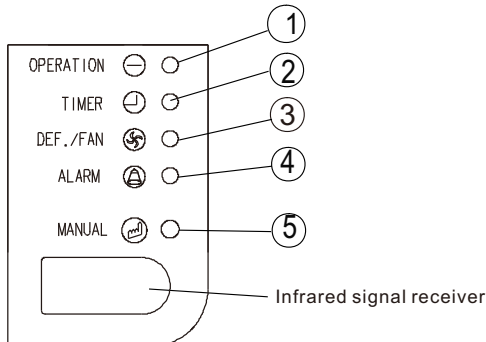 OPERATION 1
TIMER 2
DEF./FAN 3
ALARM 4
MANUAL 5
Infrared signal receiver